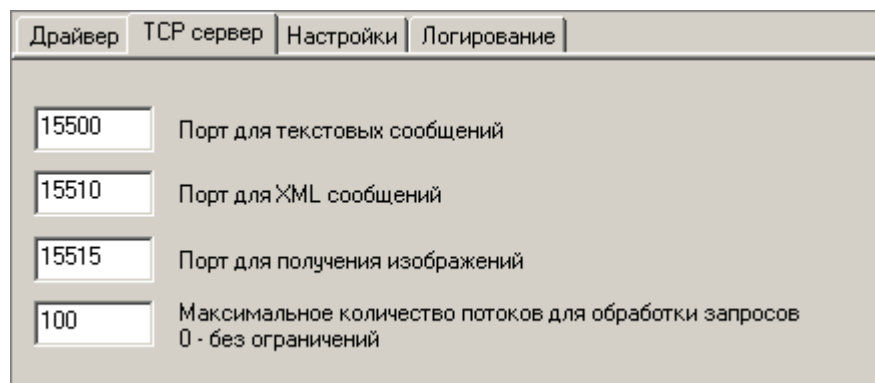 Драйвер TCP сервер Настройки Логирование
15500 Порт для текстовых сообщений
15510 Порт для XML сообщений
15515 Порт для получения изображений
100 Максимальное количество потоков для обработки запросов
0 - без ограничений